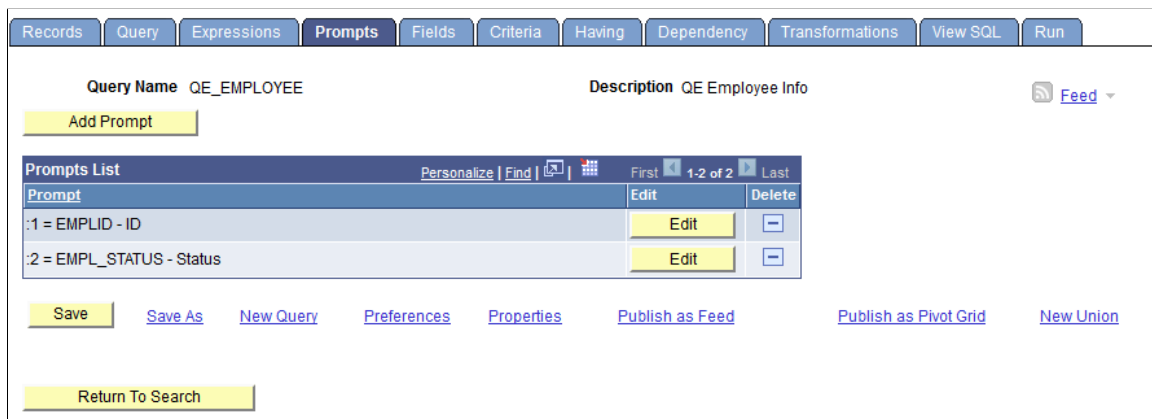 Records Query Expressions Prompts Fields Criteria Having Dependency Transformations View SQL Run
Query Name QE_EMPLOYEE Description QE Employee Info
Feed
Add Prompt
Prompts List Personalize | Find | | First 1-2 of 2 Last
Prompt Edit Delete
:1 = EMPLID - ID Edit
:2 = EMPL_STATUS - Status Edit
Save Save As New Query Preferences Properties Publish as Feed Publish as Pivot Grid New Union
Return To Search